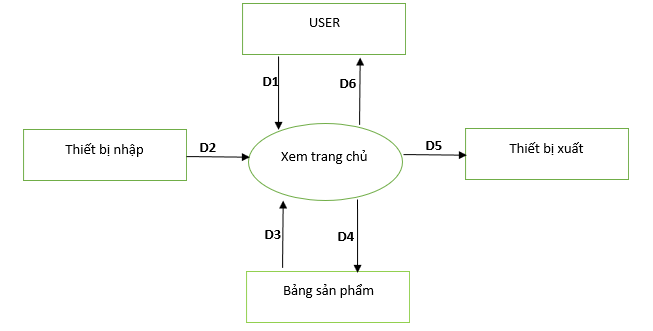 USER
D1
D6
Thiết bị nhập
D2
Xem trang chủ
D5
Thiết bị xuất
D3
D4
Bảng sản phẩm